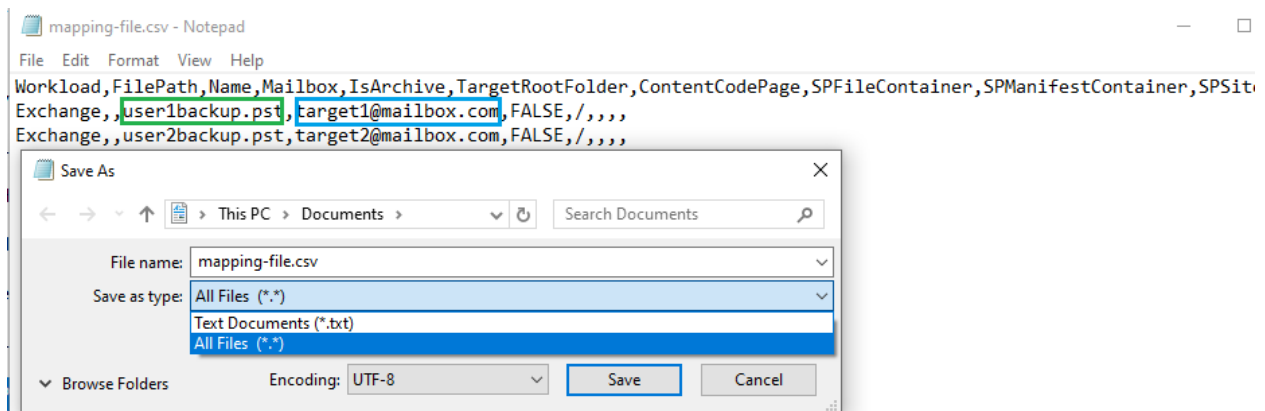 mapping-file.csv - Notepad
File Edit Format View Help
Workload,FilePath,Name,Mailbox,IsArchive,TargetRootFolder,ContentCodePage,SPFileContainer,SPManifestContainer,SPSit
Exchange,,user1backup.pst,target1@mailbox.com,FALSE,/,,,,
Exchange,,user2backup.pst,target2@mailbox.com,FALSE,/,,,,
Save As
This PC > Documents >
Search Documents
File name: mapping-file.csv
Save as type: All Files (*.*)
Text Documents (*.txt)
All Files (*.*)
Browse Folders Encoding: UTF-8 Save Cancel